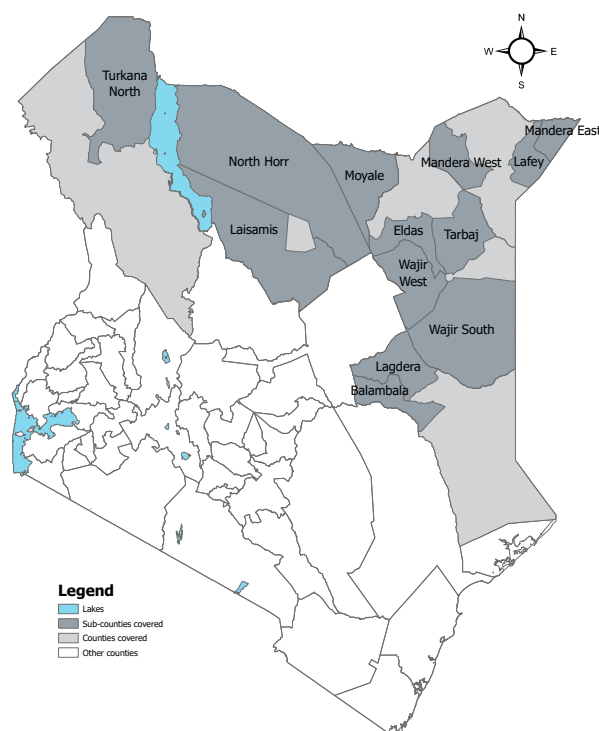 N
W E
S
Turkana
North
Mandera East
Mandera West
Lafey
North Horr
Moyale
Laisamis
Eldas
Tarbaj
Wajir
West
Wajir South
Lagdera
Balambala
Legend
Lakes
Sub-counties covered
Counties covered
Other counties